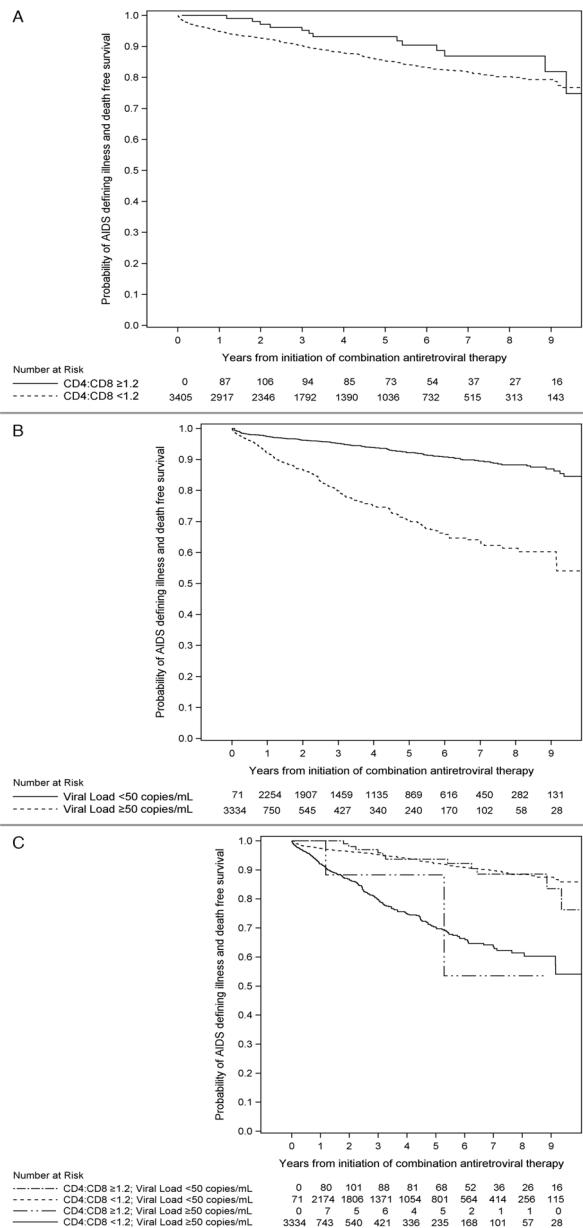 A
Probability of AIDS defining illness and death free survival
1.0
0.9
0.8
0.7
0.6
0.5
0.4
0.3
0.2
0.1
0.0
0 1 2 3 4 5 6 7 8 9
Years from initiation of combination antiretroviral therapy
Number at Risk
CD4:CD8 ≥1.2 0 87 106 94 85 73 54 37 27 16
CD4:CD8 <1.2 3405 2917 2346 1792 1390 1036 732 515 313 143
B
Probability of AIDS defining illness and death free survival
1.0
0.9
0.8
0.7
0.6
0.5
0.4
0.3
0.2
0.1
0.0
0 1 2 3 4 5 6 7 8 9
Years from initiation of combination antiretroviral therapy
Number at Risk
Viral Load <50 copies/mL 71 2254 1907 1459 1135 869 616 450 282 131
Viral Load ≥50 copies/mL 3334 750 545 427 340 240 170 102 58 28
C
Probability of AIDS defining illness and death free survival
1.0
0.9
0.8
0.7
0.6
0.5
0.4
0.3
0.2
0.1
0.0
0 1 2 3 4 5 6 7 8 9
Years from initiation of combination antiretroviral therapy
Number at Risk
CD4:CD8 ≥1.2; Viral Load <50 copies/mL 0 80 101 88 81 68 52 36 26 16
CD4:CD8 <1.2; Viral Load <50 copies/mL 71 2174 1806 1371 1054 801 564 414 256 115
CD4:CD8 ≥1.2; Viral Load ≥50 copies/mL 0 7 5 6 4 5 2 1 1 0
CD4:CD8 <1.2; Viral Load ≥50 copies/mL 3334 743 540 421 336 235 168 101 57 28